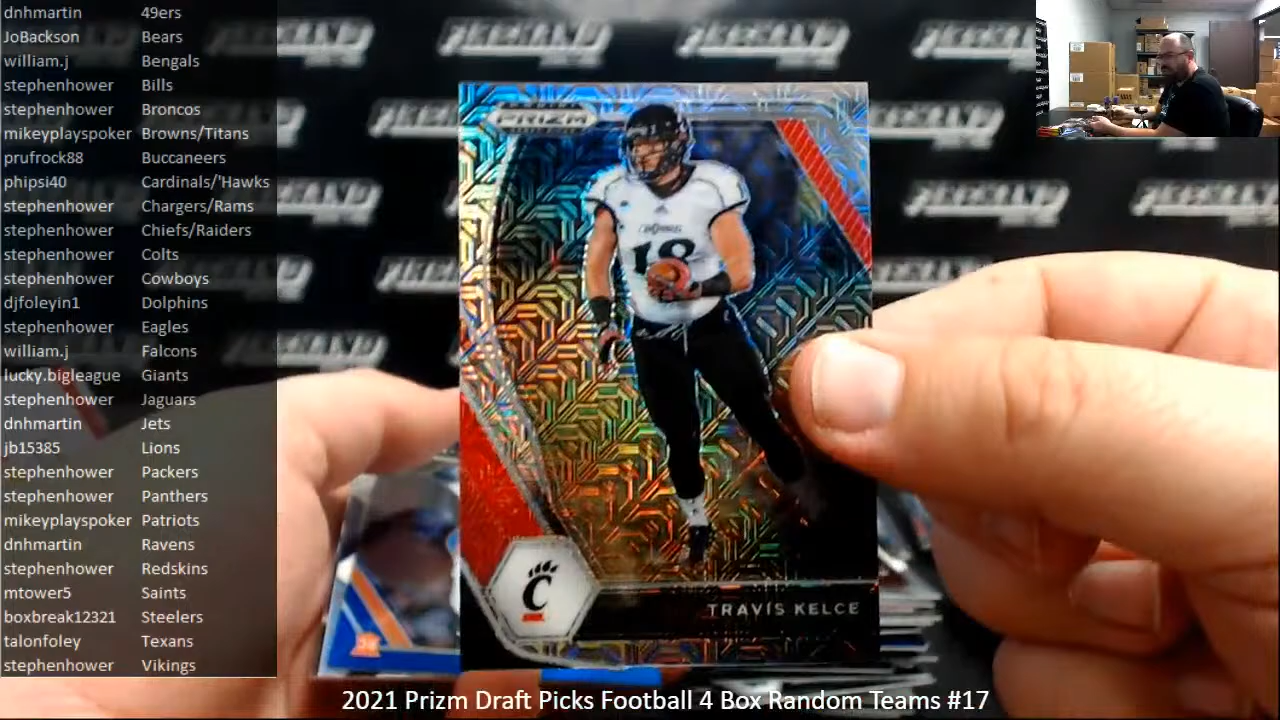 dnhmartin 49ers
JoBackson Bears
william.j Bengals
stephenhower Bills
stephenhower Broncos
mikeyplayspoker Browns/Titans
prufrock88 Buccaneers
phipsi40 Cardinals/'Hawks
stephenhower Chargers/Rams
stephenhower Chiefs/Raiders
stephenhower Colts
stephenhower Cowboys
djfoleyin1 Dolphins
stephenhower Eagles
william.j Falcons
lucky.bigleague Giants
stephenhower Jaguars
dnhmartin Jets
jb15385 Lions
stephenhower Packers
stephenhower Panthers
mikeyplayspoker Patriots
dnhmartin Ravens
stephenhower Redskins
mtower5 Saints
boxbreak12321 Steelers
talonfoley Texans
stephenhower Vikings
PRIZM
18
C
TRAVIS KELCE
2021 Prizm Draft Picks Football 4 Box Random Teams #17